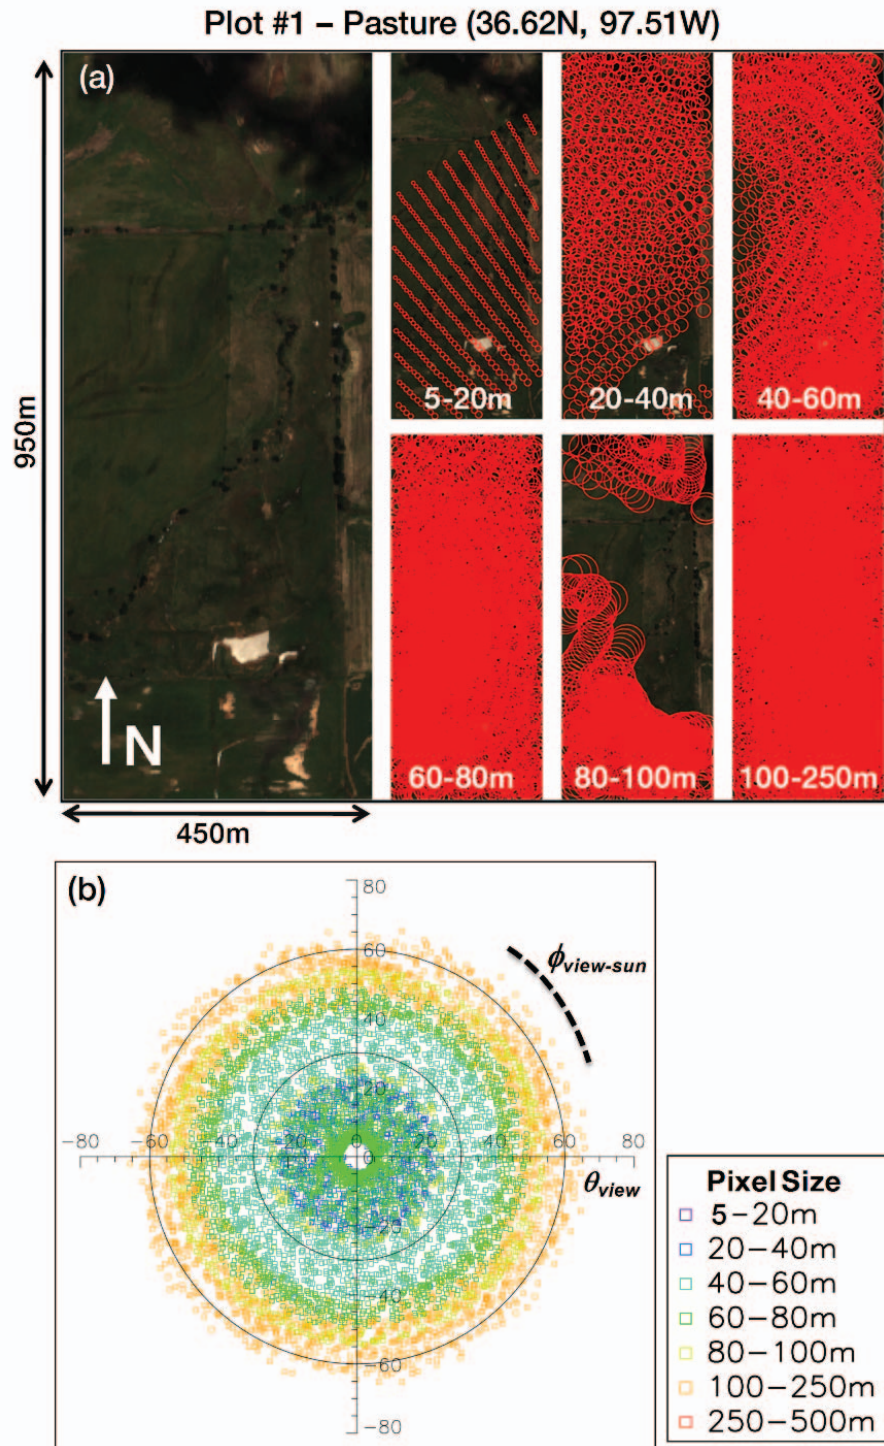 Plot #1 – Pasture (36.62N, 97.51W)
(a)
950m
N
450m
5-20m
20-40m
40-60m
60-80m
80-100m
100-250m
(b)
80
60
40
20
0
-80 -60 -40 -20 0 20 40 60 80
-20
-40
-60
-80
ϕview-sun
θview
Pixel Size
5–20m
20–40m
40–60m
60–80m
80–100m
100–250m
250–500m